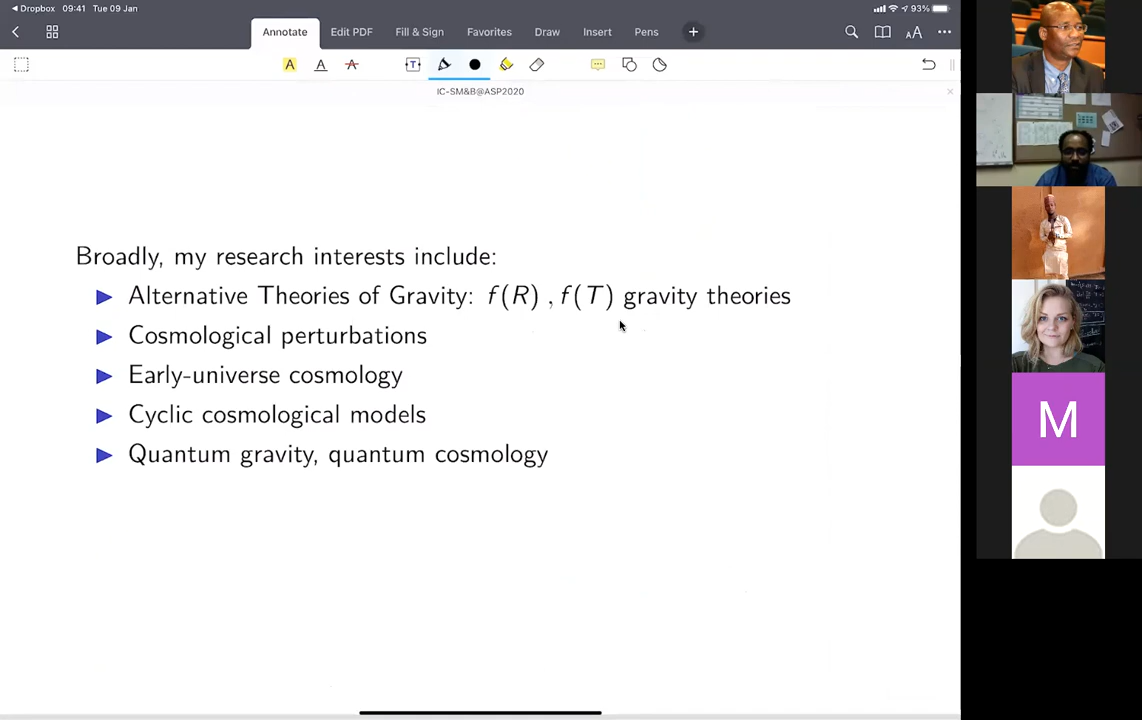 Dropbox 09:41 Tue 09 Jan 93%
Annotate Edit PDF Fill & Sign Favorites Draw Insert Pens
IC-SM&B@ASP2020
Broadly, my research interests include:
Alternative Theories of Gravity: f(R) , f(T) gravity theories
Cosmological perturbations
Early-universe cosmology
Cyclic cosmological models
Quantum gravity, quantum cosmology
M